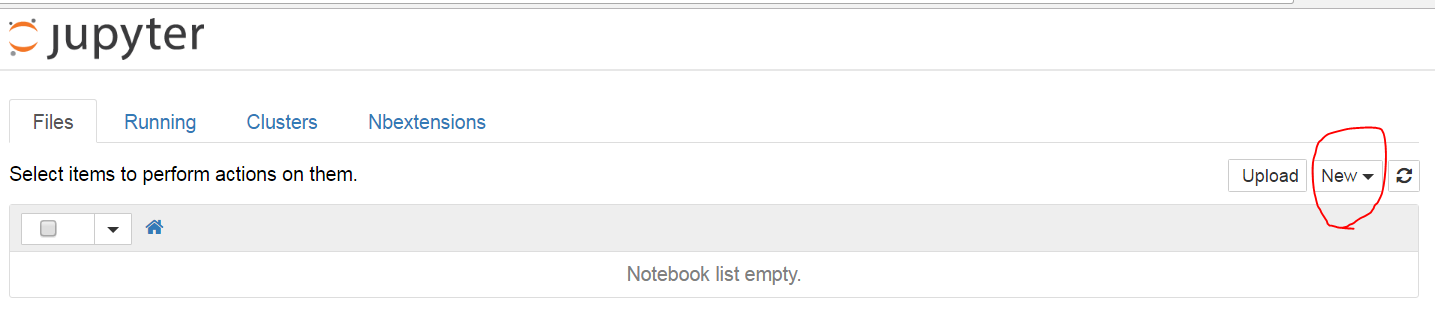 jupyter
Files Running Clusters Nbextensions
Select items to perform actions on them.
Upload New
Notebook list empty.